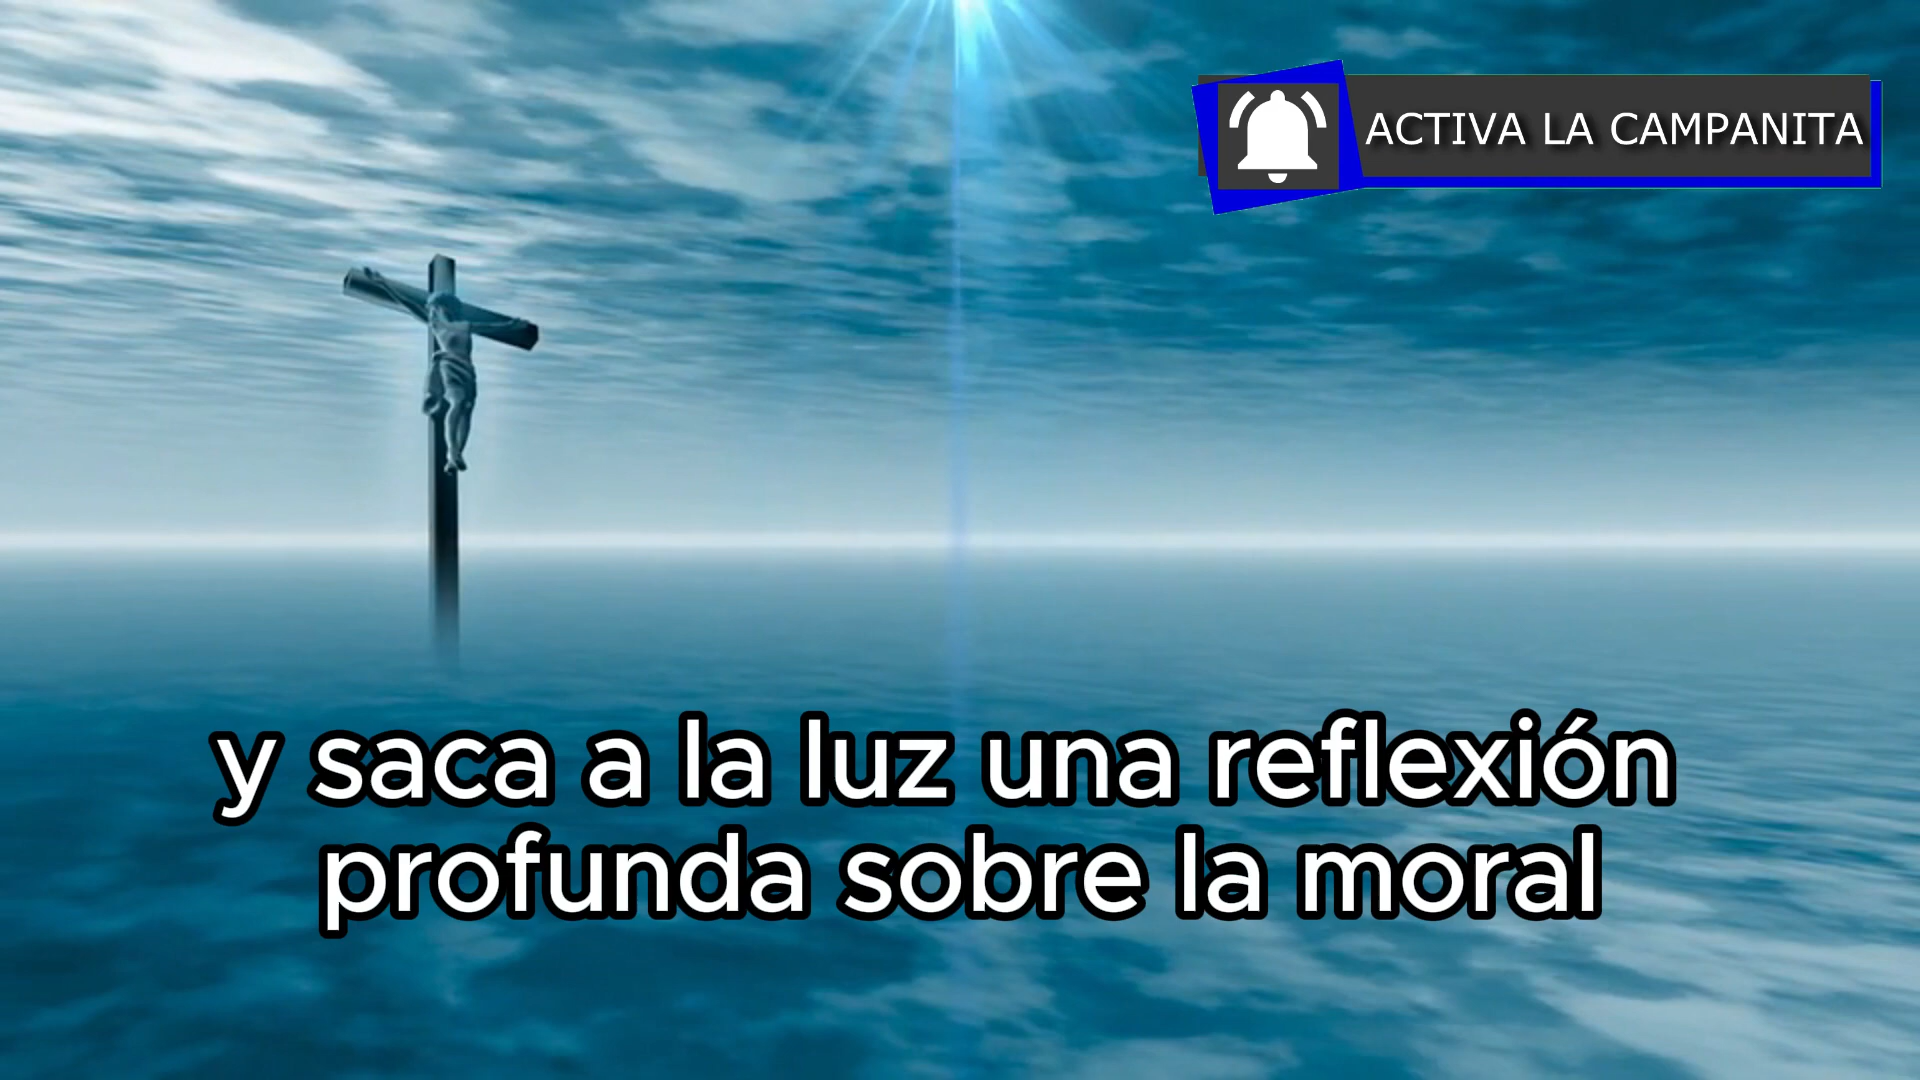 ACTIVA LA CAMPANITA
y saca a la luz una reflexión
profunda sobre la moral